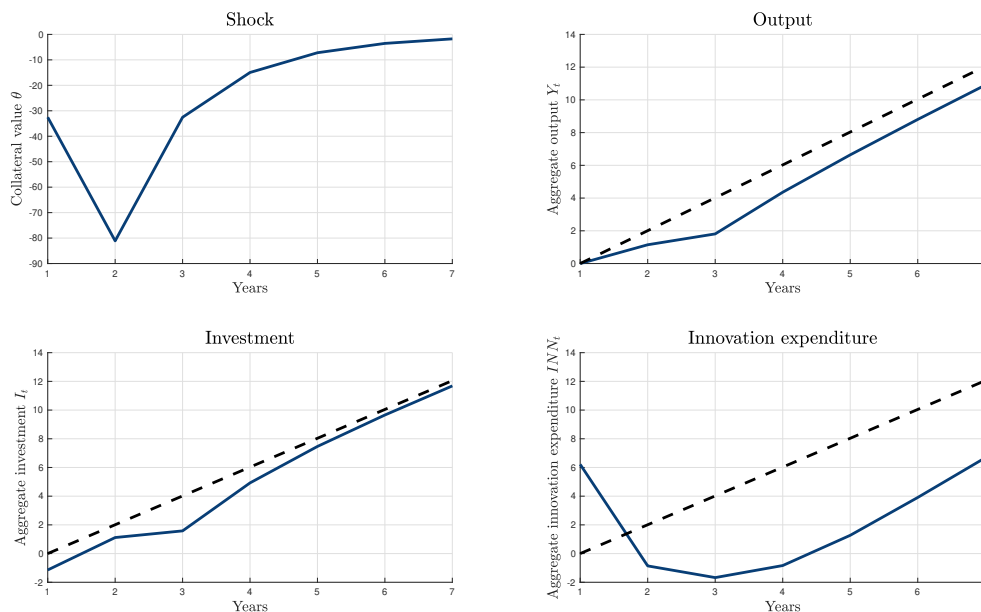 Shock
Collateral value θ
0
-10
-20
-30
-40
-50
-60
-70
-80
-90
1 2 3 4 5 6 7
Years
Output
Aggregate output Y_t
14
12
10
8
6
4
2
0
1 2 3 4 5 6
Years
Investment
Aggregate investment I_t
14
12
10
8
6
4
2
0
-2
1 2 3 4 5 6 7
Years
Innovation expenditure
Aggregate innovation expenditure INN_t
14
12
10
8
6
4
2
0
-2
1 2 3 4 5 6
Years